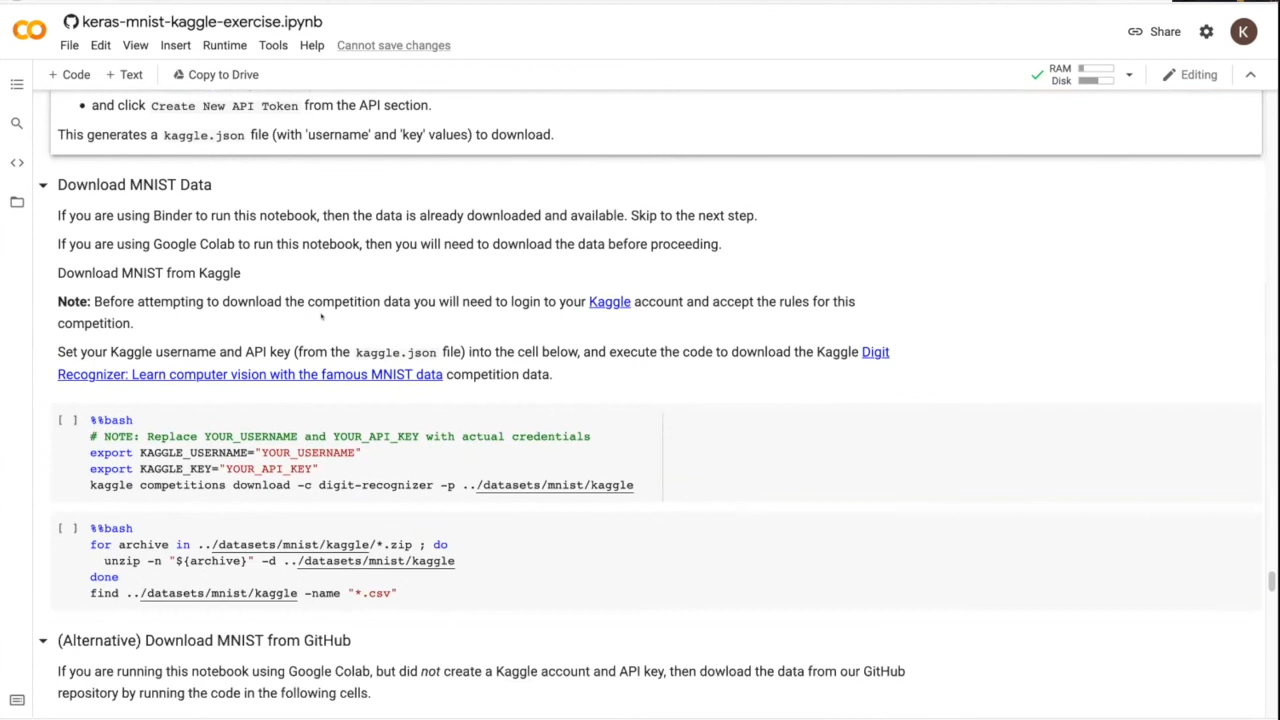 keras-mnist-kaggle-exercise.ipynb
File Edit View Insert Runtime Tools Help Cannot save changes
Share
K
+ Code + Text Copy to Drive
RAM
Disk
Editing
• and click Create New API Token from the API section.
This generates a kaggle.json file (with 'username' and 'key' values) to download.
Download MNIST Data
If you are using Binder to run this notebook, then the data is already downloaded and available. Skip to the next step.
If you are using Google Colab to run this notebook, then you will need to download the data before proceeding.
Download MNIST from Kaggle
Note: Before attempting to download the competition data you will need to login to your Kaggle account and accept the rules for this
competition.
Set your Kaggle username and API key (from the kaggle.json file) into the cell below, and execute the code to download the Kaggle Digit
Recognizer: Learn computer vision with the famous MNIST data competition data.
[ ] %%bash
# NOTE: Replace YOUR_USERNAME and YOUR_API_KEY with actual credentials
export KAGGLE_USERNAME="YOUR_USERNAME"
export KAGGLE_KEY="YOUR_API_KEY"
kaggle competitions download -c digit-recognizer -p ../datasets/mnist/kaggle
[ ] %%bash
for archive in ../datasets/mnist/kaggle/*.zip ; do
unzip -n "${archive}" -d ../datasets/mnist/kaggle
done
find ../datasets/mnist/kaggle -name "*.csv"
(Alternative) Download MNIST from GitHub
If you are running this notebook using Google Colab, but did not create a Kaggle account and API key, then dowload the data from our GitHub
repository by running the code in the following cells.